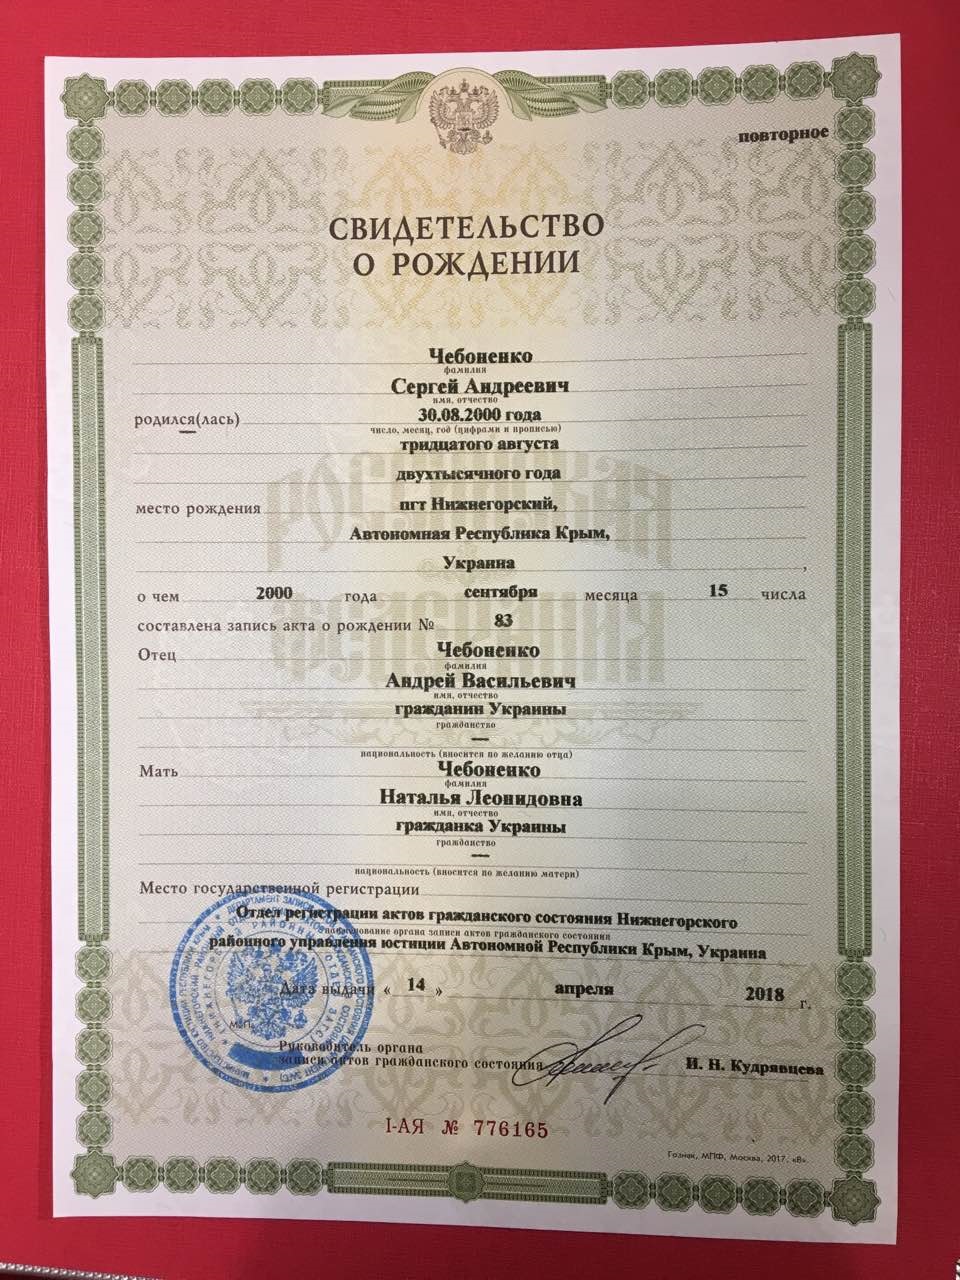 повторное
СВИДЕТЕЛЬСТВО
О РОЖДЕНИИ
Чебоненко
фамилия
Сергей Андреевич
имя, отчество
родился(лась) 30.08.2000 года
число, месяц, год (цифрами и прописью)
тридцатого августа
двухтысячного года
место рождения пгт Нижнегорский,
Автономная Республика Крым,
Украина ,
о чем 2000 года сентября месяца 15 числа
составлена запись акта о рождении № 83
Отец Чебоненко
фамилия
Андрей Васильевич
имя, отчество
гражданин Украины
гражданство
—
национальность (вносится по желанию отца)
Мать Чебоненко
фамилия
Наталья Леонидовна
имя, отчество
гражданка Украины
гражданство
—
национальность (вносится по желанию матери)
Место государственной регистрации
Отдел регистрации актов гражданского состояния Нижнегорского
наименование органа записи актов гражданского состояния
районного управления юстиции Автономной Республики Крым, Украина
Дата выдачи « 14 » апреля 2018 г.
М.П.
Руководитель органа
записи актов гражданского состояния И. Н. Кудрявцева
I-АЯ № 776165
Гознак, МПФ, Москва, 2017. «В».
РОССИЙСКАЯ
ФЕДЕРАЦИЯ